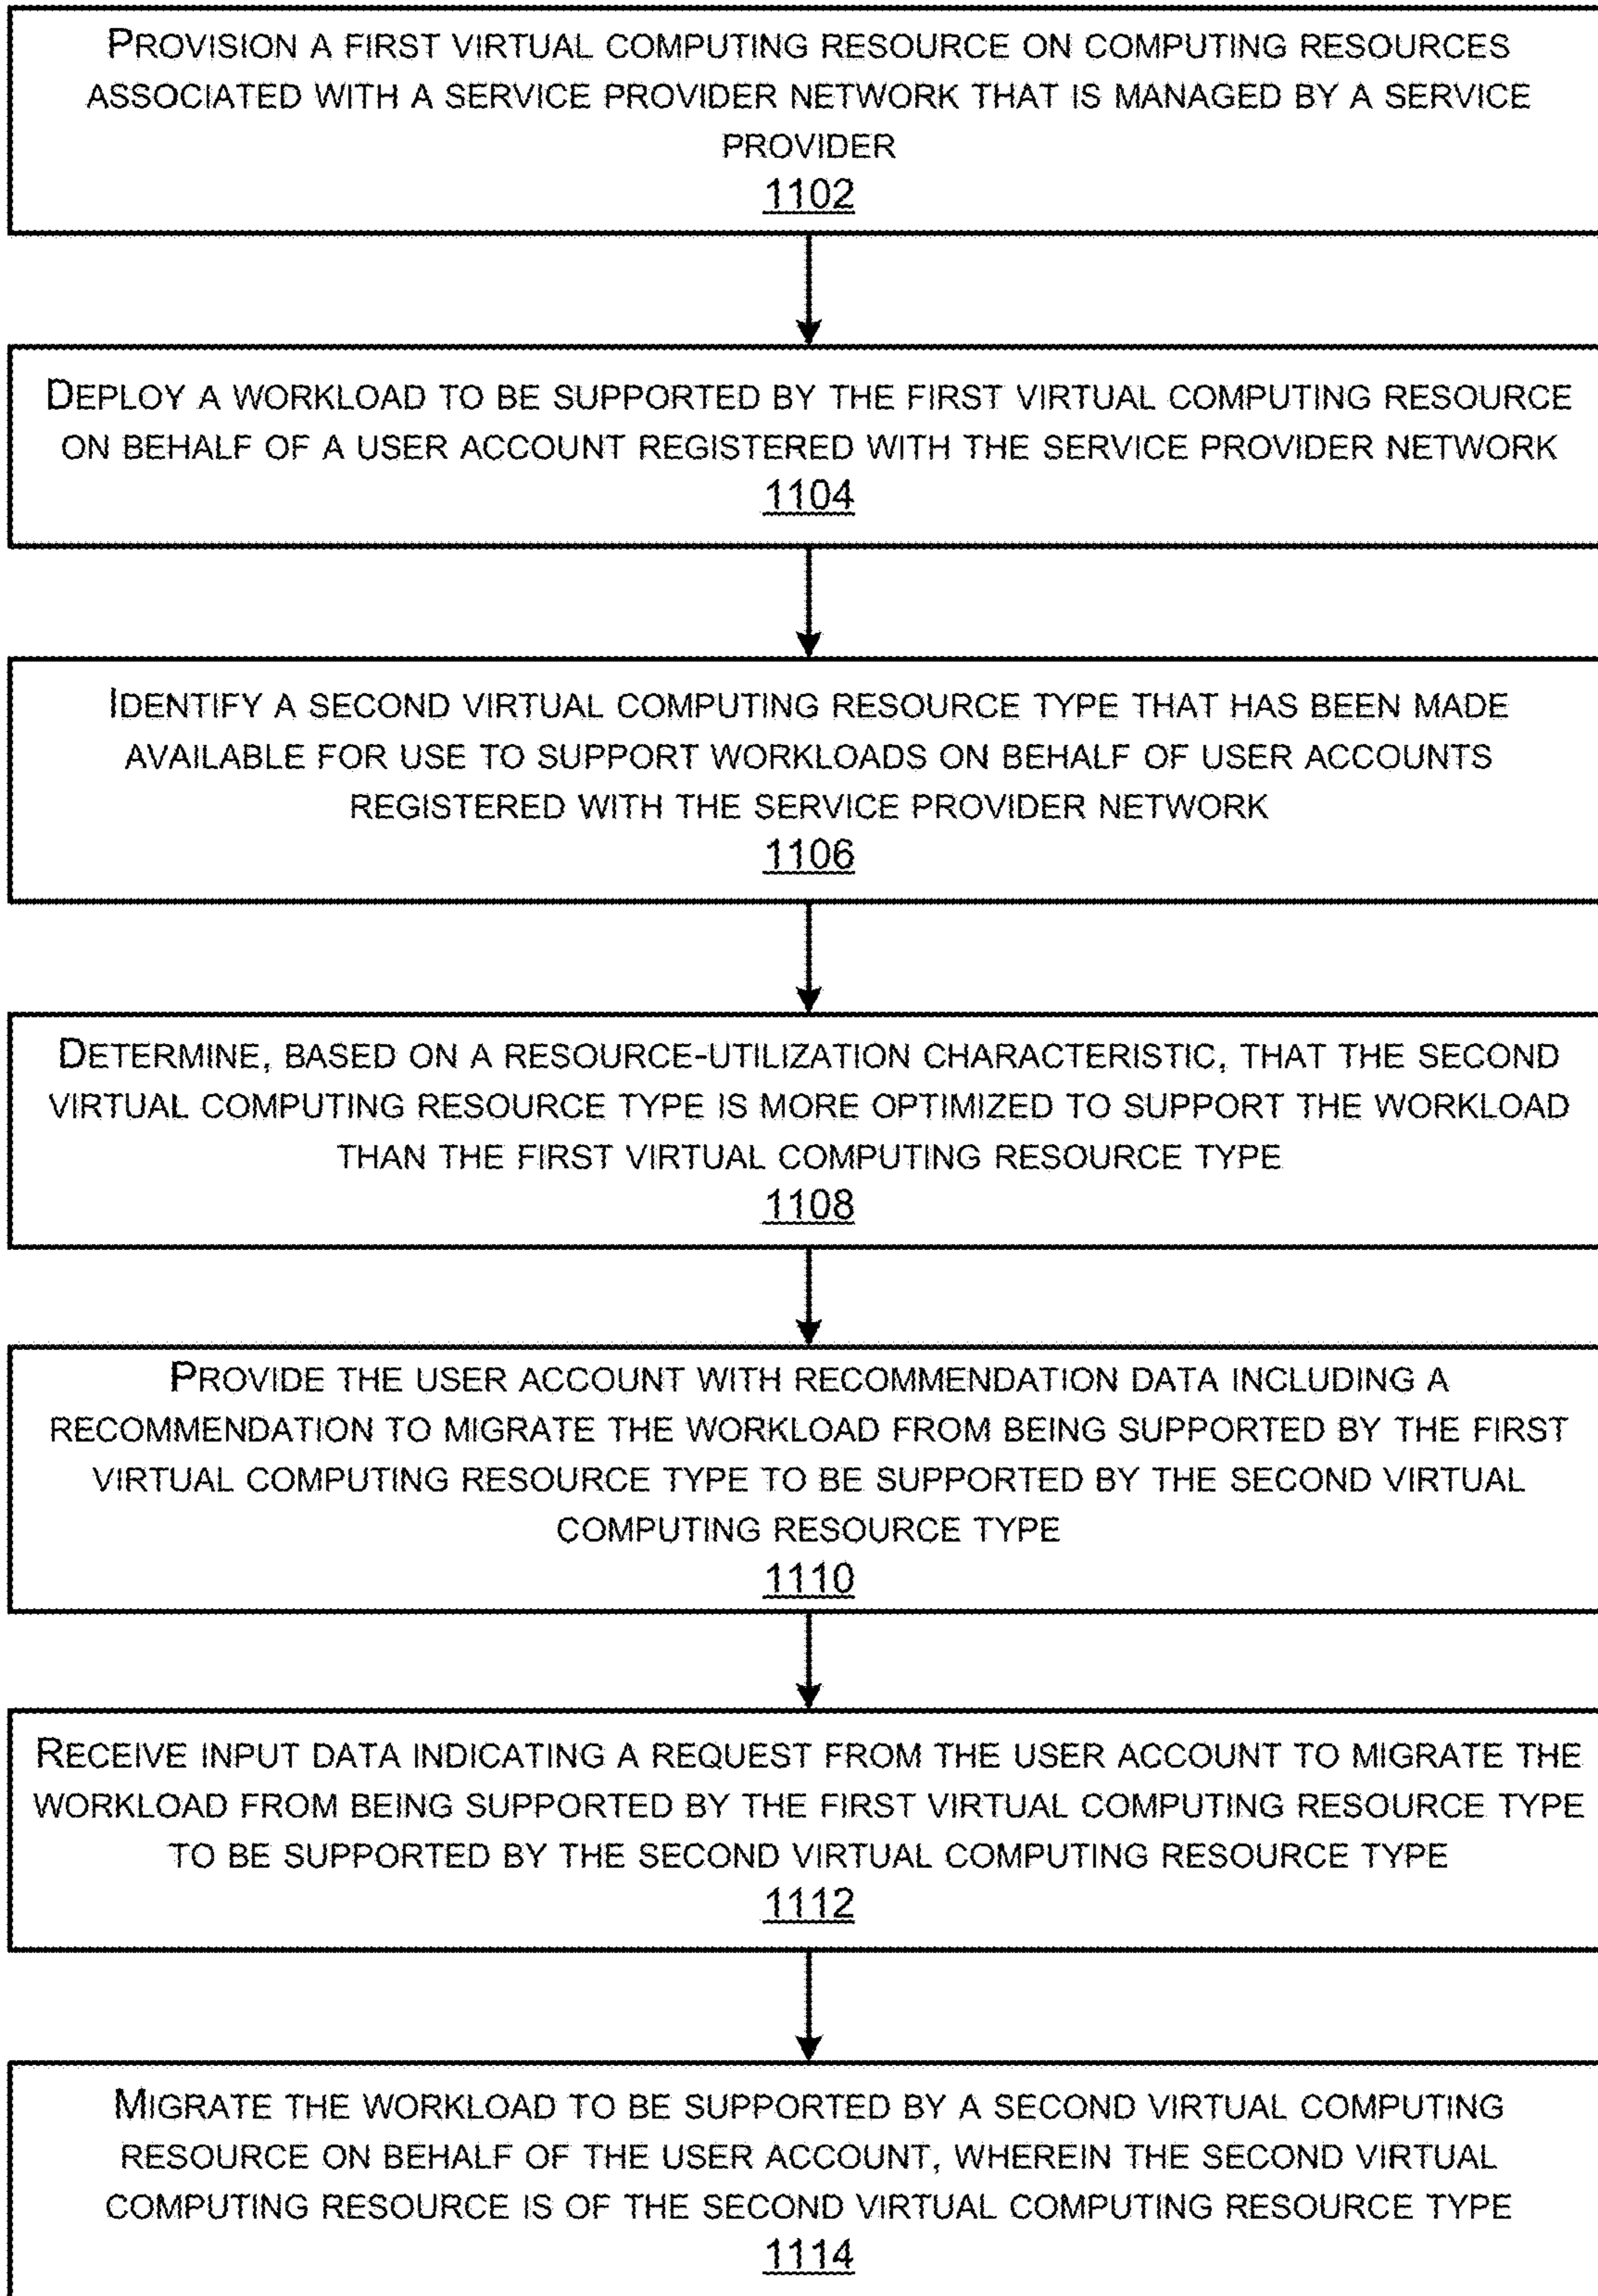 PROVISION A FIRST VIRTUAL COMPUTING RESOURCE ON COMPUTING RESOURCES
ASSOCIATED WITH A SERVICE PROVIDER NETWORK THAT IS MANAGED BY A SERVICE
PROVIDER
1102
DEPLOY A WORKLOAD TO BE SUPPORTED BY THE FIRST VIRTUAL COMPUTING RESOURCE
ON BEHALF OF A USER ACCOUNT REGISTERED WITH THE SERVICE PROVIDER NETWORK
1104
IDENTIFY A SECOND VIRTUAL COMPUTING RESOURCE TYPE THAT HAS BEEN MADE
AVAILABLE FOR USE TO SUPPORT WORKLOADS ON BEHALF OF USER ACCOUNTS
REGISTERED WITH THE SERVICE PROVIDER NETWORK
1106
DETERMINE, BASED ON A RESOURCE-UTILIZATION CHARACTERISTIC, THAT THE SECOND
VIRTUAL COMPUTING RESOURCE TYPE IS MORE OPTIMIZED TO SUPPORT THE WORKLOAD
THAN THE FIRST VIRTUAL COMPUTING RESOURCE TYPE
1108
PROVIDE THE USER ACCOUNT WITH RECOMMENDATION DATA INCLUDING A
RECOMMENDATION TO MIGRATE THE WORKLOAD FROM BEING SUPPORTED BY THE FIRST
VIRTUAL COMPUTING RESOURCE TYPE TO BE SUPPORTED BY THE SECOND VIRTUAL
COMPUTING RESOURCE TYPE
1110
RECEIVE INPUT DATA INDICATING A REQUEST FROM THE USER ACCOUNT TO MIGRATE THE
WORKLOAD FROM BEING SUPPORTED BY THE FIRST VIRTUAL COMPUTING RESOURCE TYPE
TO BE SUPPORTED BY THE SECOND VIRTUAL COMPUTING RESOURCE TYPE
1112
MIGRATE THE WORKLOAD TO BE SUPPORTED BY A SECOND VIRTUAL COMPUTING
RESOURCE ON BEHALF OF THE USER ACCOUNT, WHEREIN THE SECOND VIRTUAL
COMPUTING RESOURCE IS OF THE SECOND VIRTUAL COMPUTING RESOURCE TYPE
1114